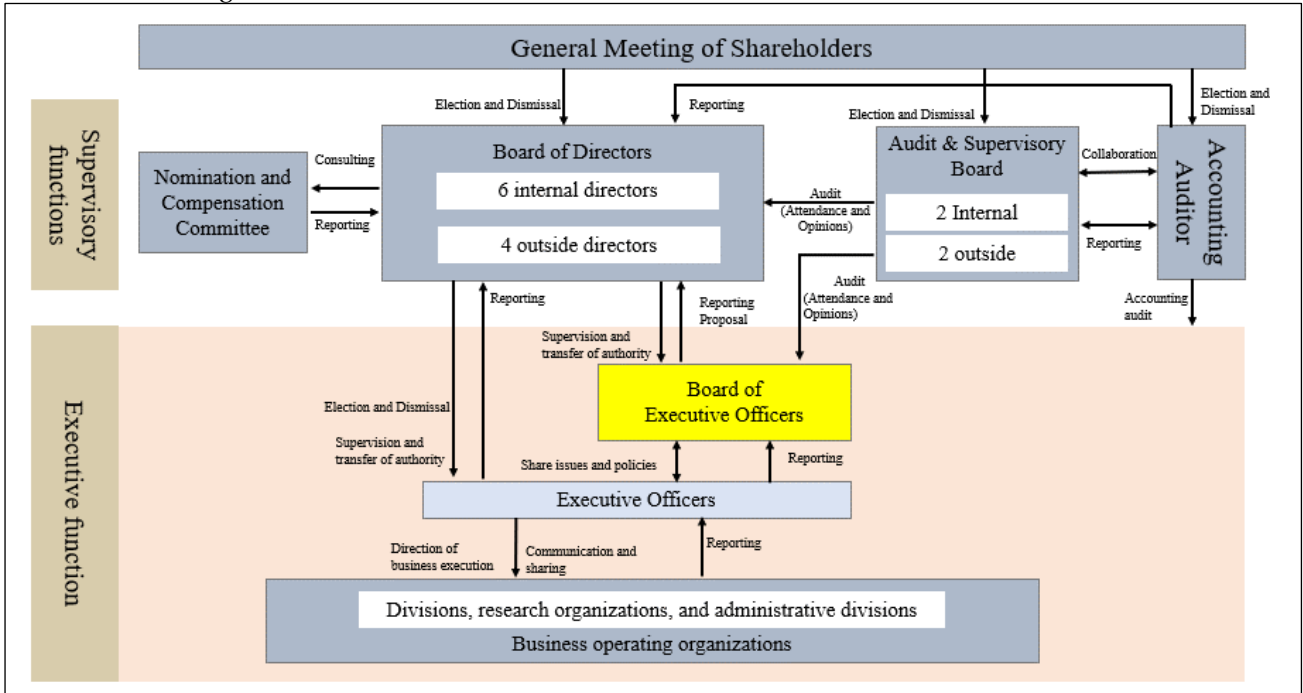 General Meeting of Shareholders
Election and Dismissal
Reporting
Election and Dismissal
Election and
Dismissal
Supervisory
functions
Nomination and
Compensation
Committee
Consulting
Reporting
Board of Directors
6 internal directors
4 outside directors
Audit
(Attendance and
Opinions)
Audit & Supervisory
Board
2 Internal
2 outside
Collaboration
Reporting
Accounting
Auditor
Reporting
Reporting
Proposal
Audit
(Attendance and
Opinions)
Accounting
audit
Executive function
Supervision and
transfer of authority
Board of
Executive Officers
Election and Dismissal
Supervision and
transfer of authority
Share issues and policies
Reporting
Executive Officers
Direction of
business execution
Communication and
sharing
Reporting
Divisions, research organizations, and administrative divisions
Business operating organizations